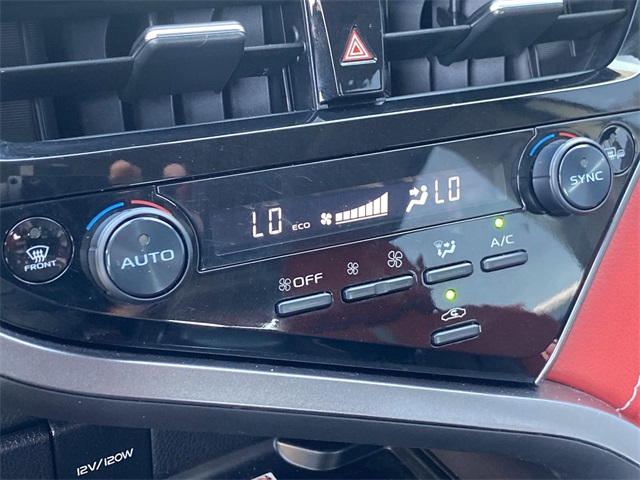 LO ECO LO
SYNC
FRONT
AUTO
A/C
OFF
12V/120W